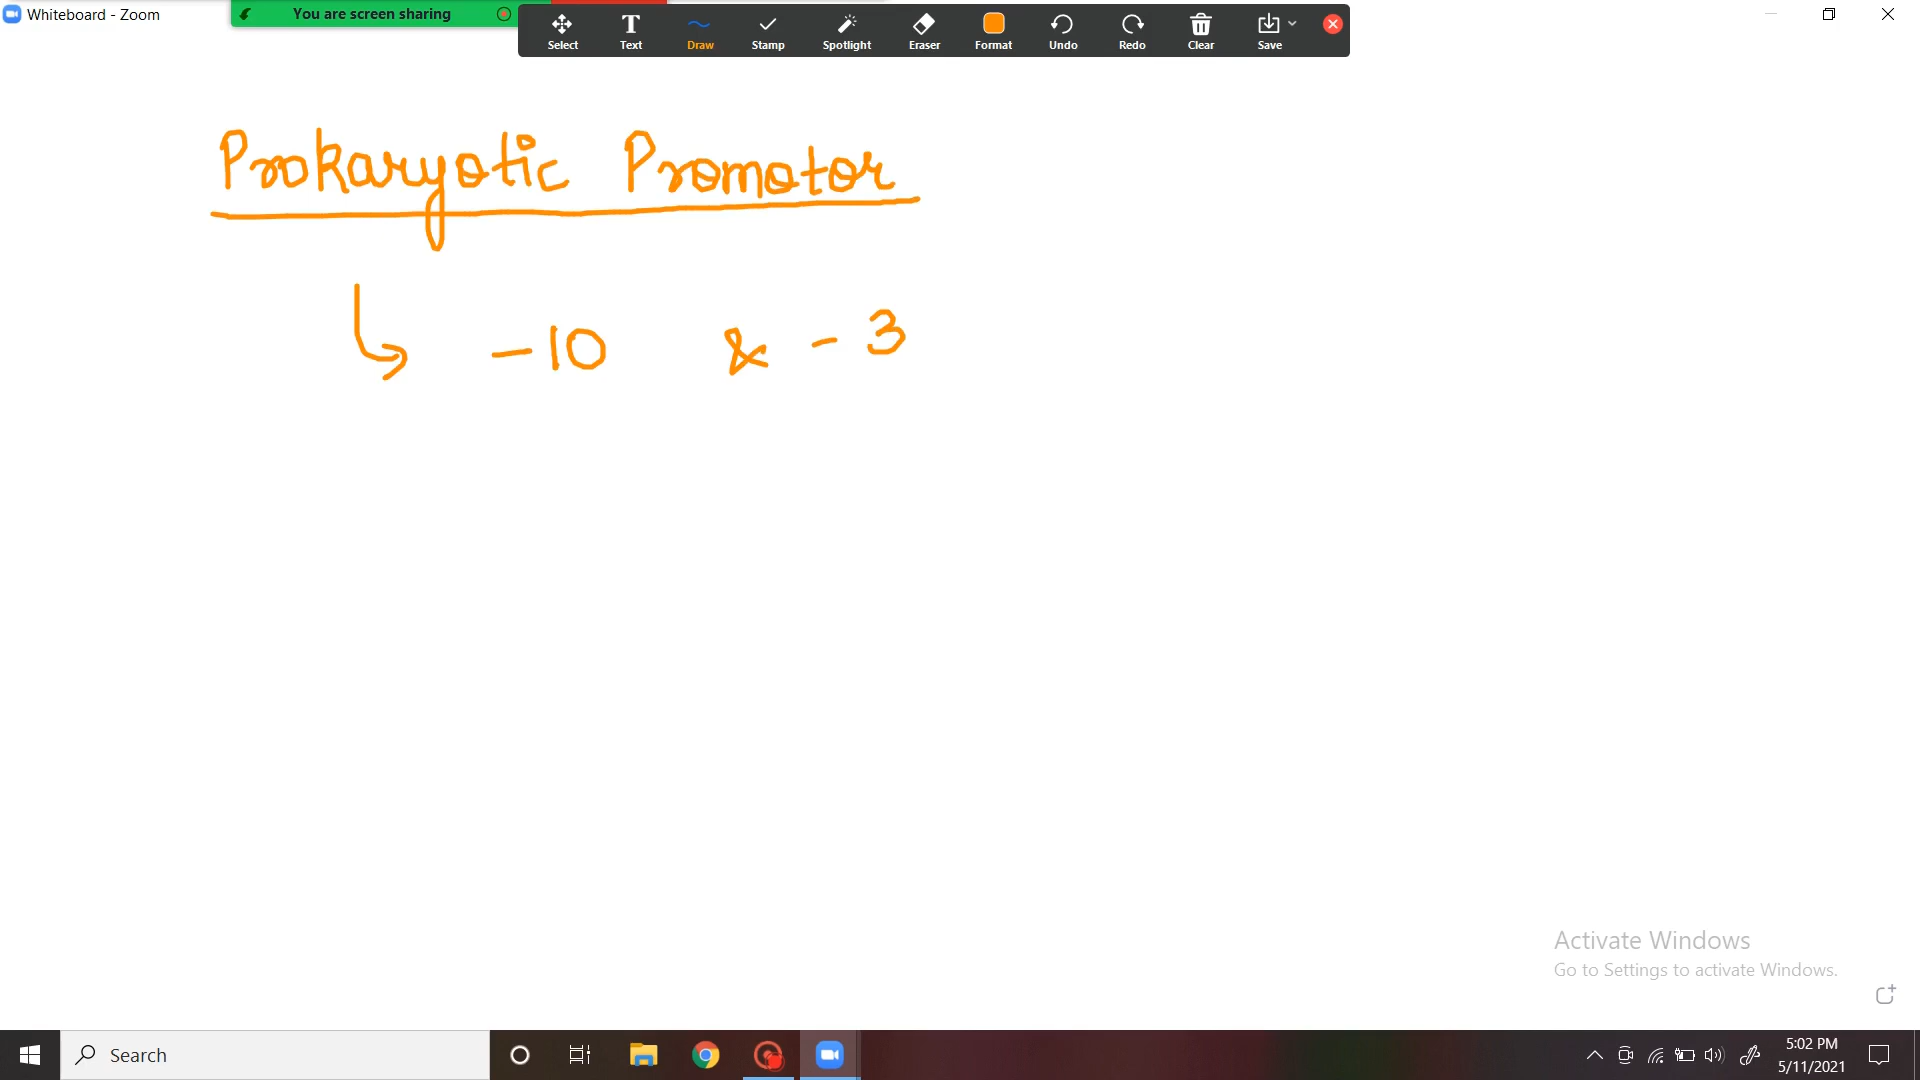 Whiteboard - Zoom
You are screen sharing
Select Text Draw Stamp Spotlight Eraser Format Undo Redo Clear Save
Prokaryotic Promotor
-10 & - 3
Activate Windows
Go to Settings to activate Windows.
Search
5:02 PM
5/11/2021